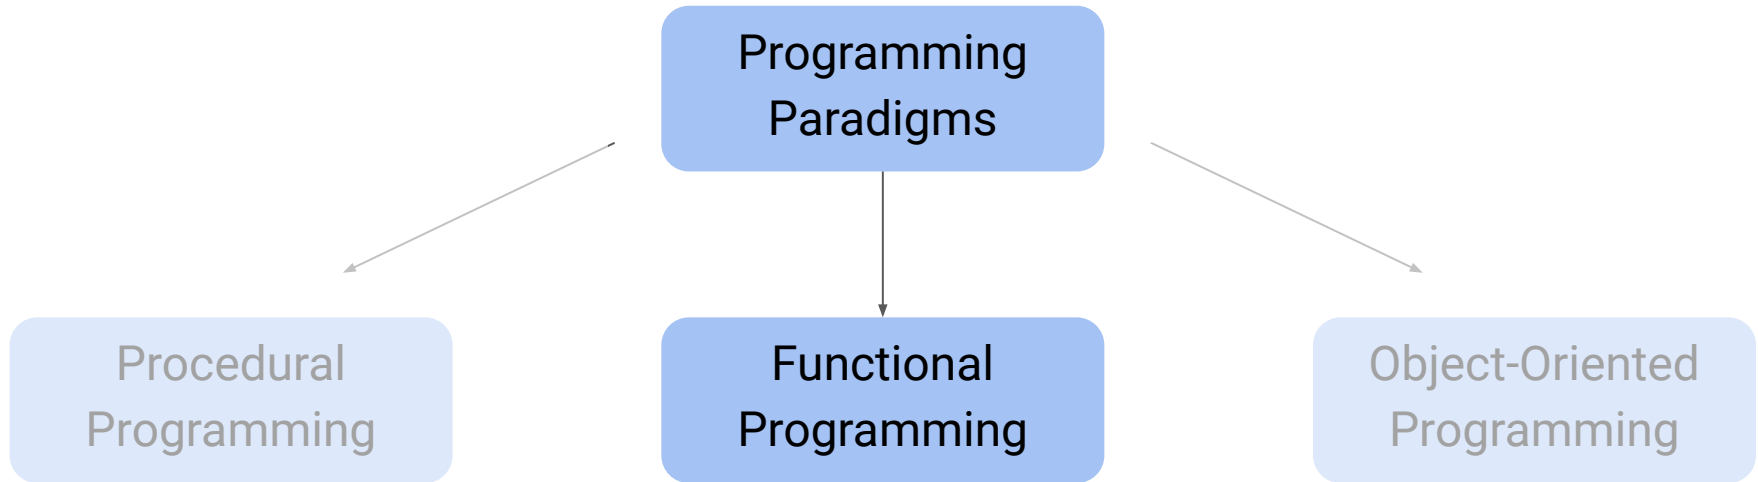 Programming
Paradigms
Procedural
Programming
Functional
Programming
Object-Oriented
Programming